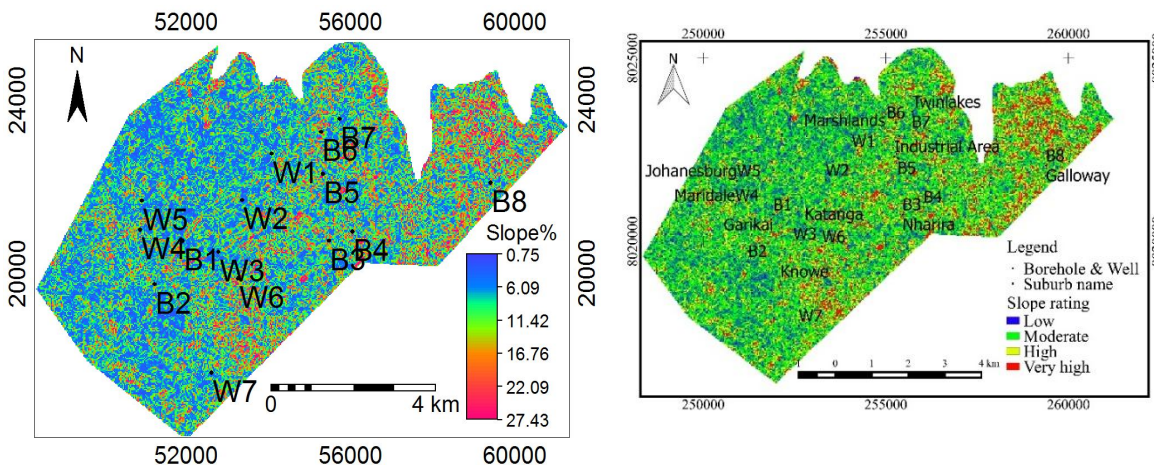 52000 56000 60000
N
24000
24000
B7
B6
W1
B5
B8
W5
W2
W4
B4
B1
B3
W3
B2
W6
W7
20000
20000
Slope%
0.75
6.09
11.42
16.76
22.09
27.43
0 4 km
52000 56000 60000
250000 255000 260000
8025000
N
Twinlakes
B6
Marshlands
B7
W1
Industrial Area
B8
Johanesburg W5
W2
B5
Galloway
Maridale W4
B1
B3
B4
Katanga
Garikai
Nharira
W3
W6
B2
Knowe
W7
8020000
Legend
Borehole & Well
Suburb name
Slope rating
Low
Moderate
High
Very high
1 0 1 2 3 4 km
250000 255000 260000